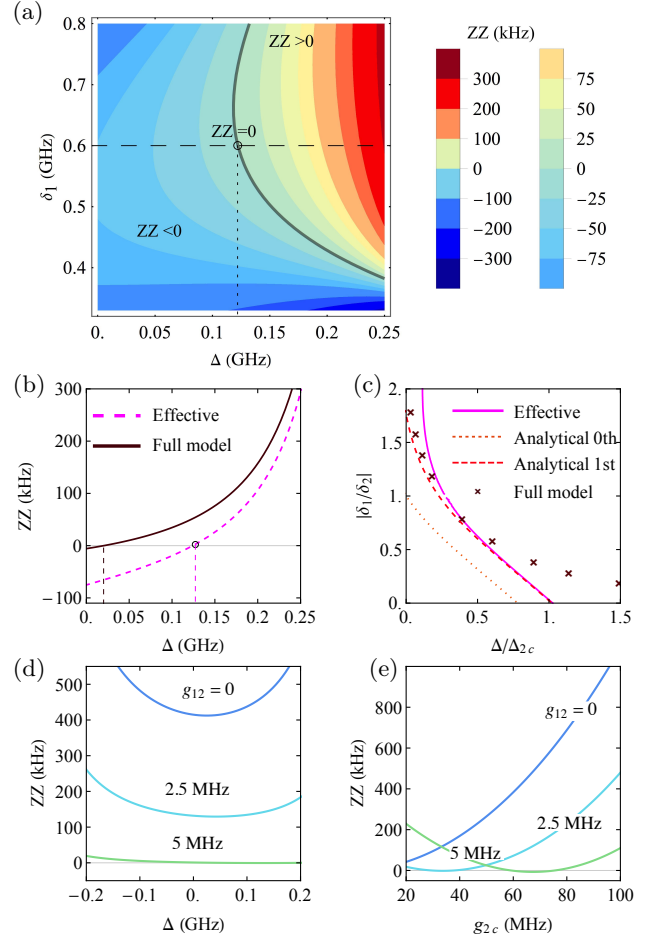 (a)
ZZ (kHz)
0.8
0.7
0.6
0.5
0.4
δ₁ (GHz)
ZZ >0
ZZ =0
ZZ <0
0. 0.05 0.10 0.15 0.20 0.25
Δ (GHz)
300
200
100
0
−100
−200
−300
75
50
25
0
−25
−50
−75
(b)
300
200
100
0
−100
ZZ (kHz)
Effective
Full model
0. 0.05 0.10 0.15 0.20 0.25
Δ (GHz)
(c)
2.
1.5
1.0
0.5
0.
|δ₁/δ₂|
Effective
Analytical 0th
Analytical 1st
Full model
0. 0.5 1.0 1.5
Δ/Δ₂c
(d)
500
400
300
200
100
0
ZZ (kHz)
g₁₂ = 0
2.5 MHz
5 MHz
−0.2 −0.1 0. 0.1 0.2
Δ (GHz)
(e)
800
600
400
200
0
ZZ (kHz)
g₁₂ = 0
2.5 MHz
5 MHz
20 40 60 80 100
g₂c (MHz)